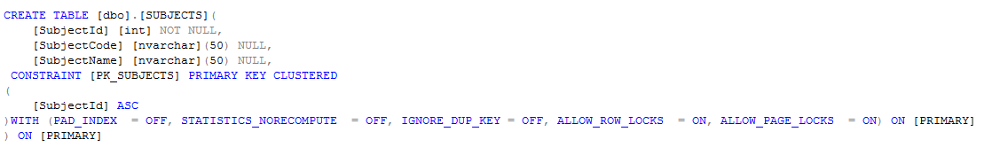 CREATE TABLE [dbo].[SUBJECTS](
    [SubjectId] [int] NOT NULL,
    [SubjectCode] [nvarchar](50) NULL,
    [SubjectName] [nvarchar](50) NULL,
 CONSTRAINT [PK_SUBJECTS] PRIMARY KEY CLUSTERED
(
    [SubjectId] ASC
)WITH (PAD_INDEX  = OFF, STATISTICS_NORECOMPUTE  = OFF, IGNORE_DUP_KEY = OFF, ALLOW_ROW_LOCKS  = ON, ALLOW_PAGE_LOCKS  = ON) ON [PRIMARY]
) ON [PRIMARY]